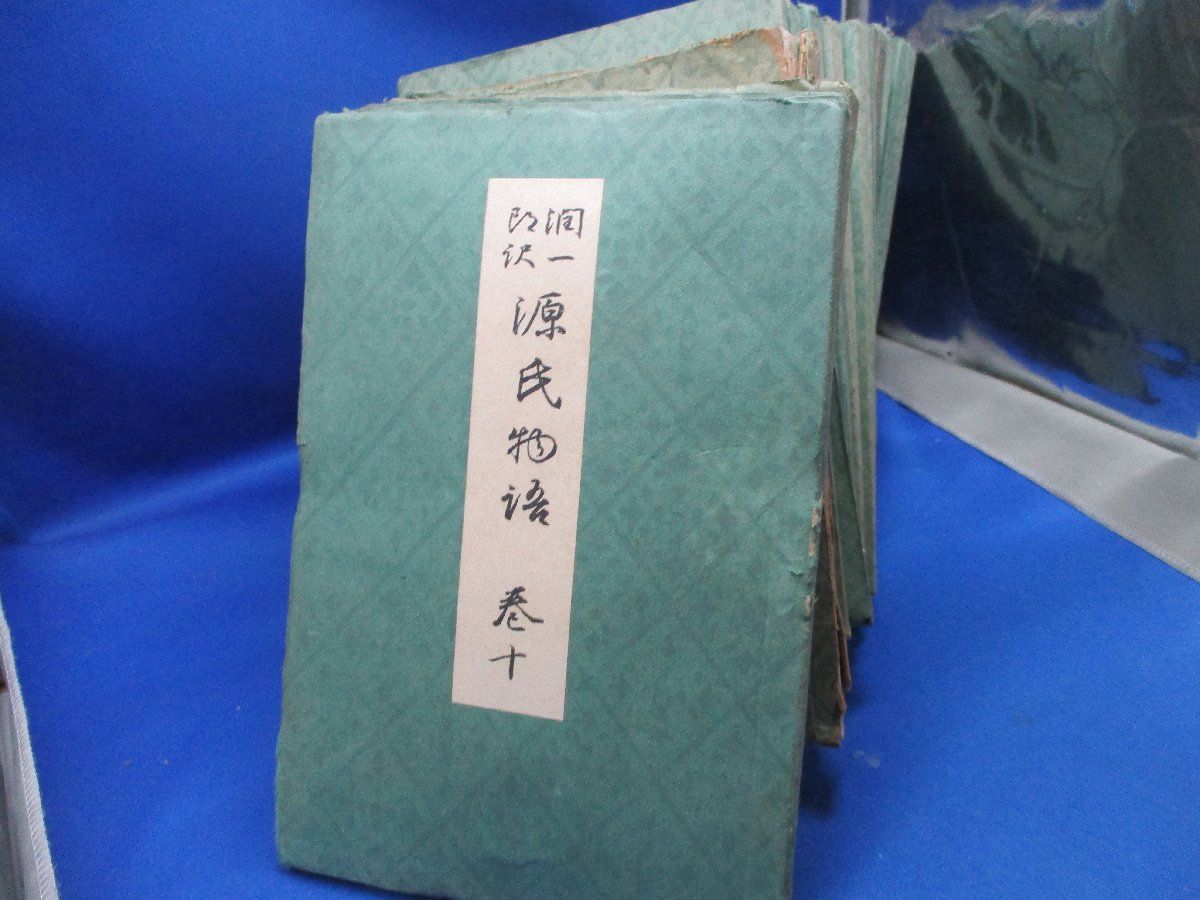 潤一
郎訳
源氏物語 巻十